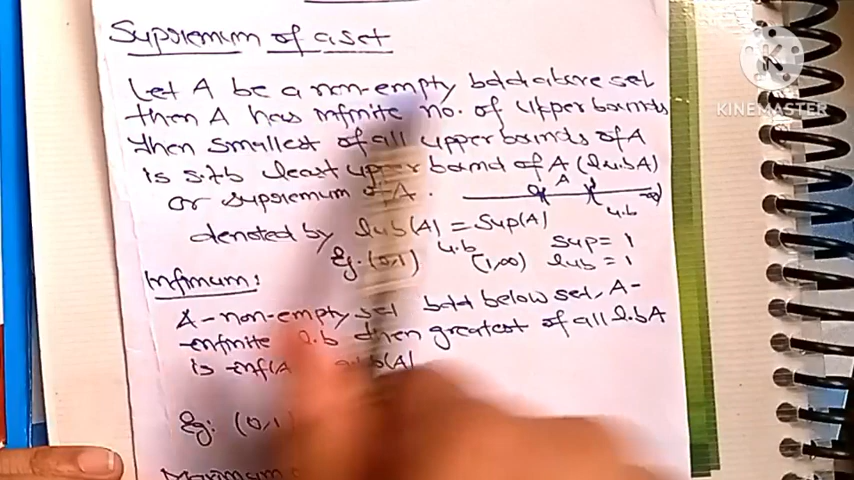 Supremum of a set
KINEMASTER
Let A be a non-empty bdd above set
then A has infinite no. of upper bounds
then smallest of all upper bounds of A
is s.t.b least upper bound of A (l.u.b A)
or supremum of A.
A
u.b
denoted by lub(A) = Sup(A)
Eg. (0,1) u.b (1,∞) sup = 1
lub = 1
Infimum:
A - non-empty set bdd below set, A -
infinite l.b then greatest of all l.b A
is inf(A
Eg: (0,1
Maximum